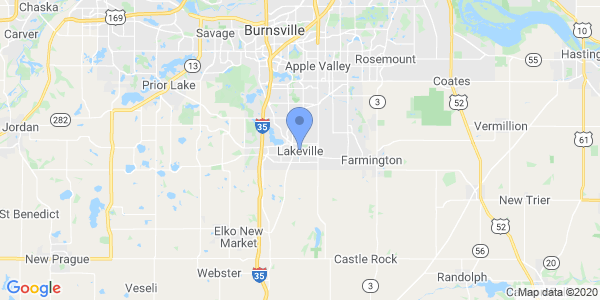 Chaska
169
Burnsville
Carver
Savage
Rosemount
Hasting
Apple Valley
55
13
Prior Lake
Coates
3
52
282
Vermillion
Jordan
35
61
Lakeville
Farmington
New Trier
St Benedict
52
Elko New
Market
56
New Prague
Castle Rock
20
Webster
35
3
Randolph
Veseli
Google
Map data ©2020